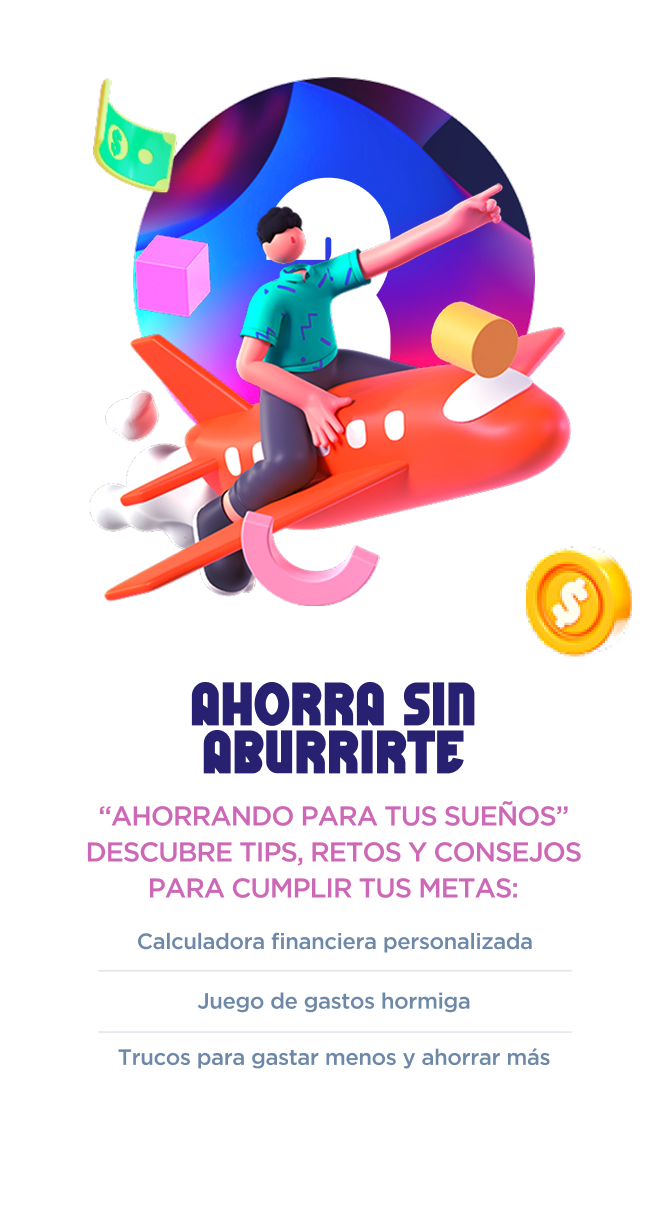 AHORRA SIN
ABURRIRTE
“AHORRANDO PARA TUS SUEÑOS”
DESCUBRE TIPS, RETOS Y CONSEJOS
PARA CUMPLIR TUS METAS:
Calculadora financiera personalizada
Juego de gastos hormiga
Trucos para gastar menos y ahorrar más